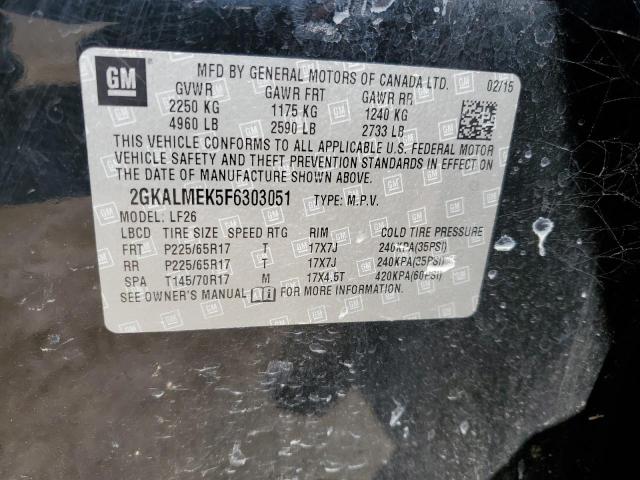 GM
MFD BY GENERAL MOTORS OF CANADA LTD. 02/15
GVWR GAWR FRT GAWR RR
2250 KG 1175 KG 1240 KG
4960 LB 2590 LB 2733 LB
THIS VEHICLE CONFORMS TO ALL APPLICABLE U.S. FEDERAL MOTOR
VEHICLE SAFETY AND THEFT PREVENTION STANDARDS IN EFFECT ON
THE DATE OF MANUFACTURE SHOWN ABOVE.
2GKALMEK5F6303051 TYPE: M.P.V.
MODEL: LF26
LBCD TIRE SIZE SPEED RTG RIM COLD TIRE PRESSURE
FRT P225/65R17 T 17X7J 240KPA(35PSI)
RR P225/65R17 T 17X7J 240KPA(35PSI)
SPA T145/70R17 M 17X4.5T 420KPA(60PSI)
SEE OWNER'S MANUAL FOR MORE INFORMATION.